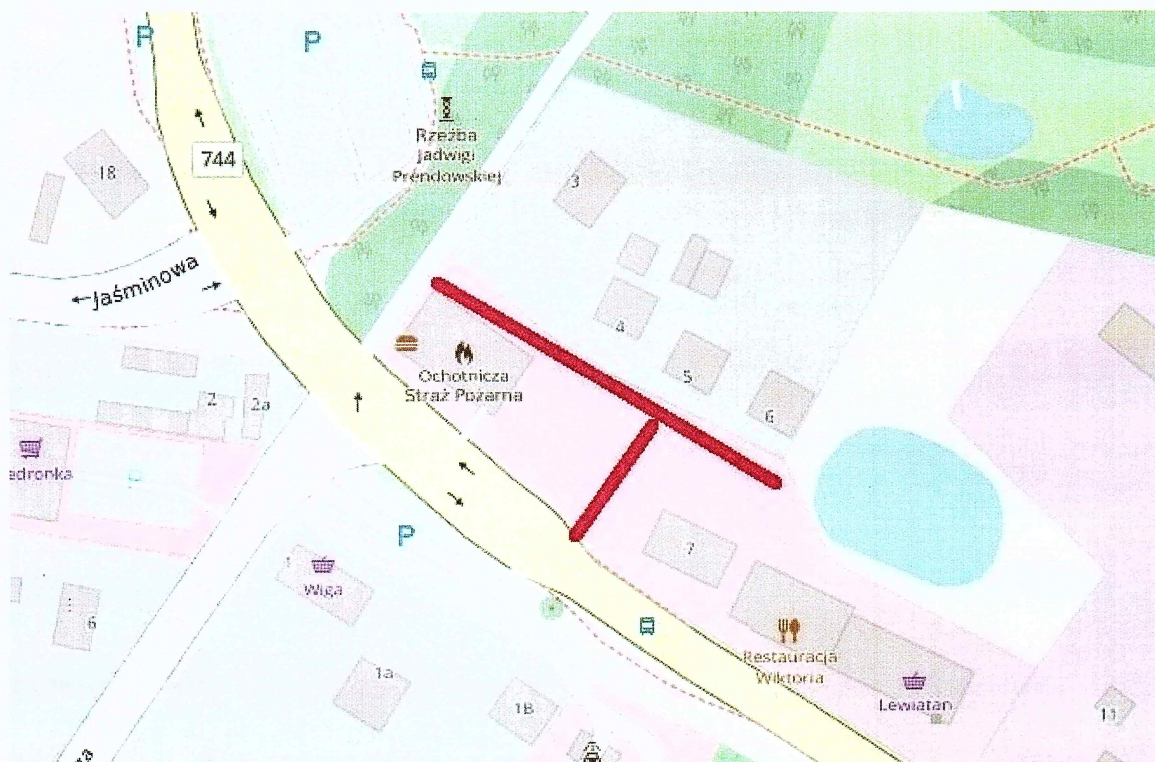 P
P
Rzeźba
Jadwigi
Prendowskiej
744
18
3
Jaśminowa
4
5
6
Ochotnicza
Straż Pożarna
2
2a
edronka
P
7
1
Wiga
6
Restauracja
Wiktoria
1a
1B
Lewiatan
11